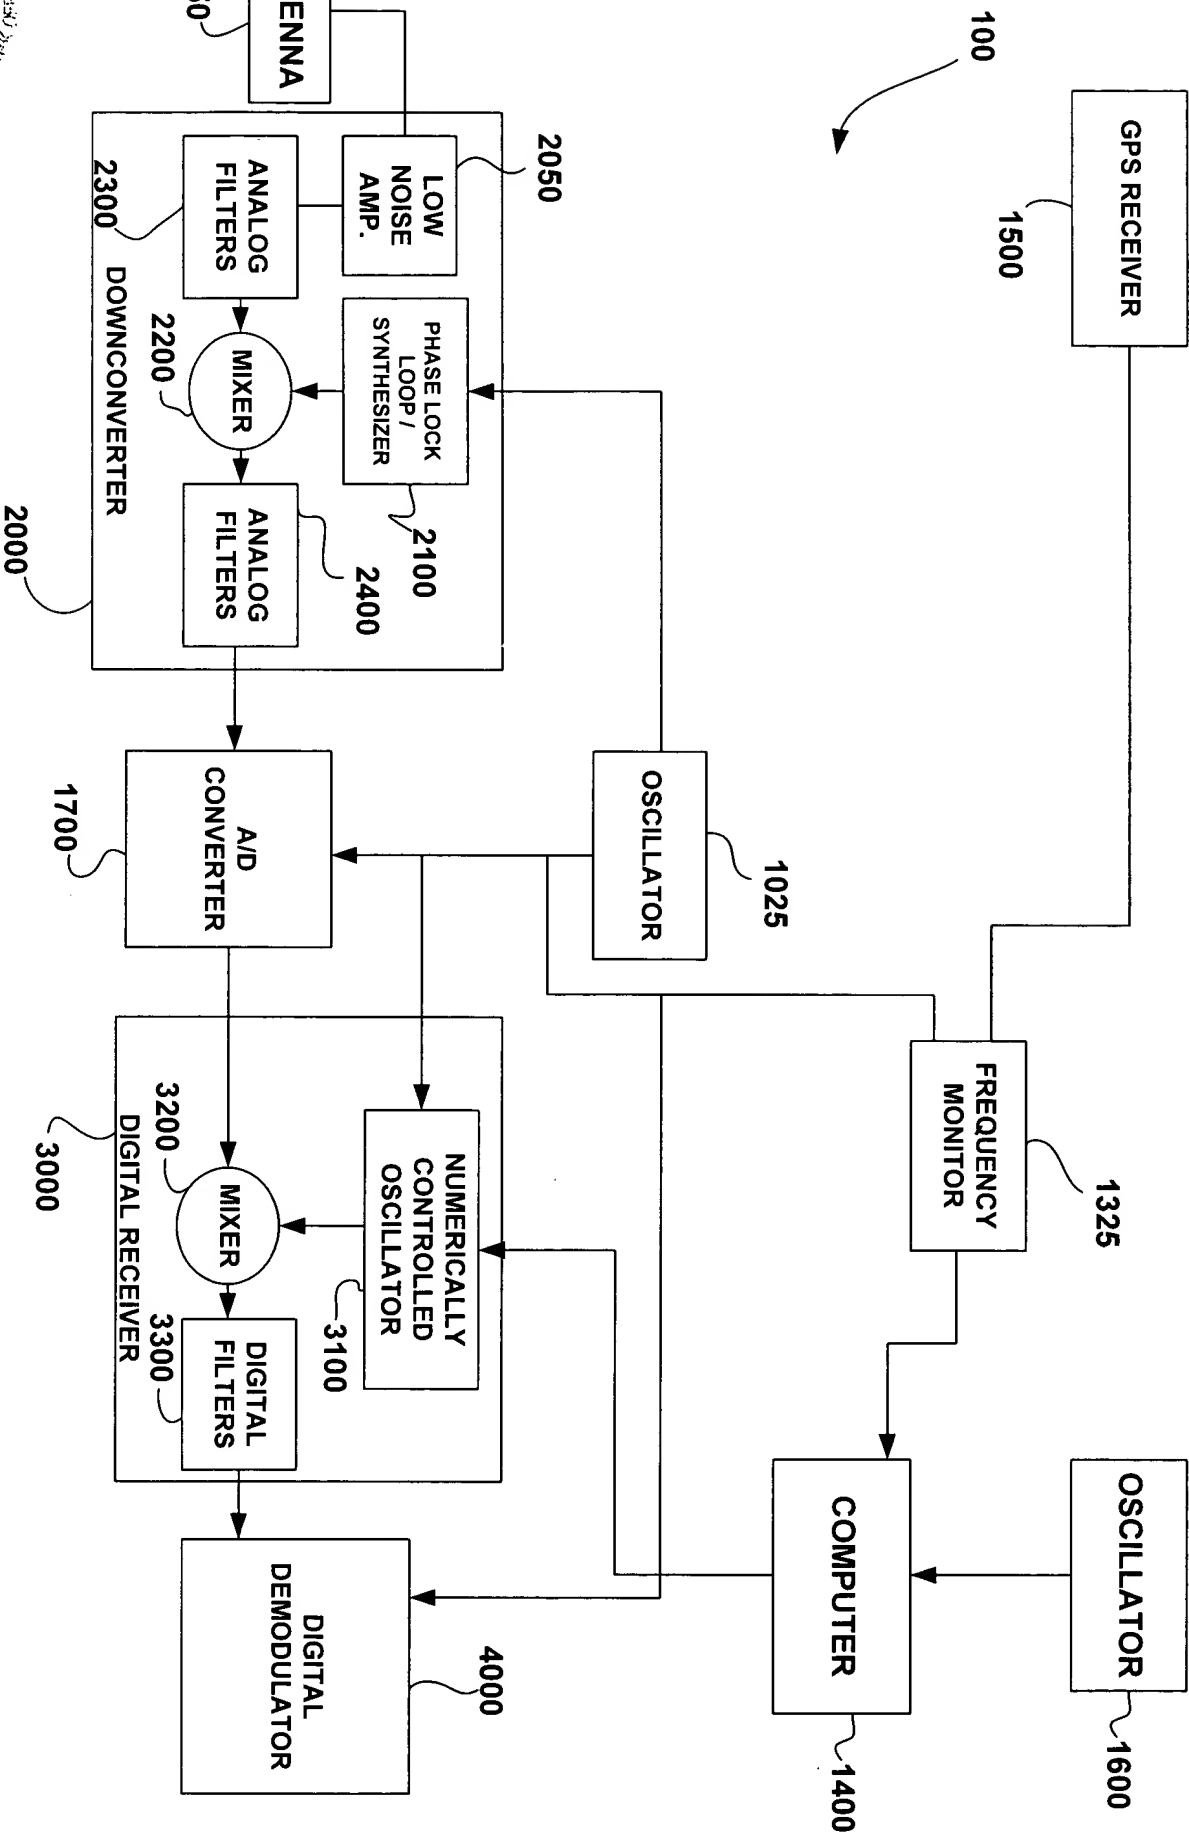 100
GPS RECEIVER
1500
FREQUENCY
MONITOR
1325
OSCILLATOR
1600
COMPUTER
1400
OSCILLATOR
1025
2050
LOW
NOISE
AMP.
PHASE LOCK
LOOP /
SYNTHESIZER
2100
ANALOG
FILTERS
2300
MIXER
2200
ANALOG
FILTERS
2400
DOWNCONVERTER
2000
A/D
CONVERTER
1700
NUMERICALLY
CONTROLLED
OSCILLATOR
3100
MIXER
3200
DIGITAL
FILTERS
3300
DIGITAL RECEIVER
3000
DIGITAL
DEMODULATOR
4000
ENNA